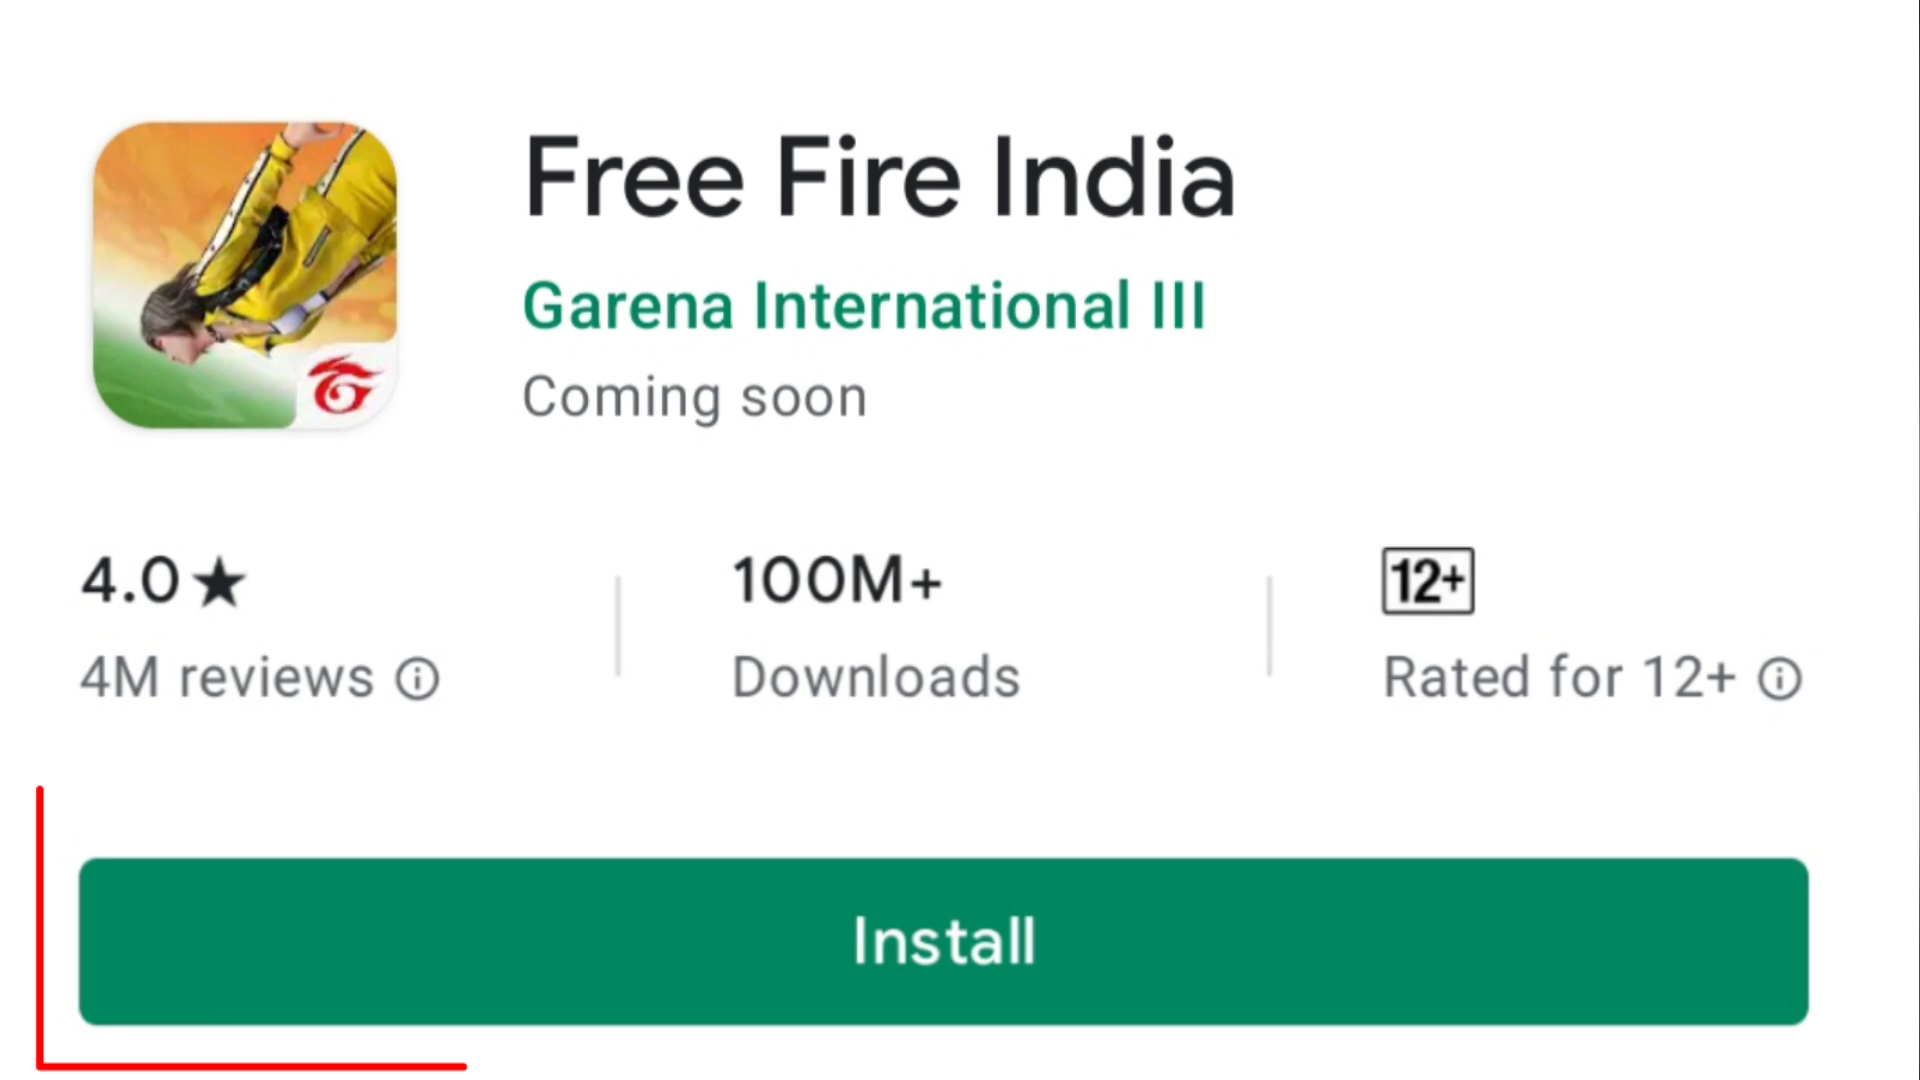 Free Fire India
Garena International III
Coming soon
4.0★
4M reviews
100M+
Downloads
12+
Rated for 12+
Install